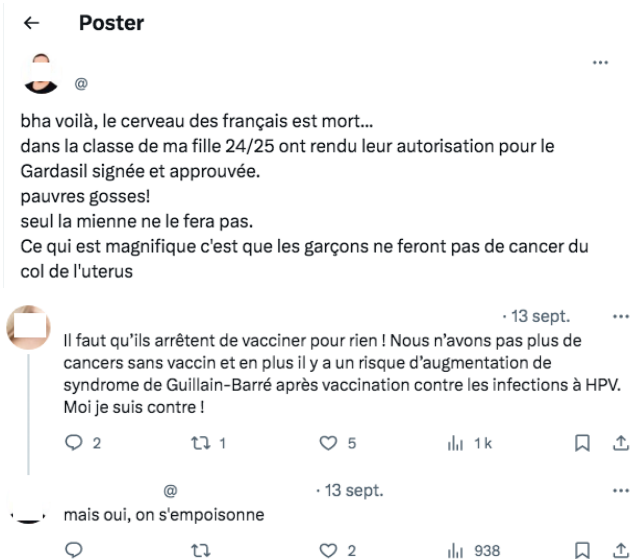 ← Poster
@
bha voilà, le cerveau des français est mort...
dans la classe de ma fille 24/25 ont rendu leur autorisation pour le
Gardasil signée et approuvée.
pauvres gosses!
seul la mienne ne le fera pas.
Ce qui est magnifique c'est que les garçons ne feront pas de cancer du
col de l'uterus
· 13 sept.
Il faut qu'ils arrêtent de vacciner pour rien ! Nous n'avons pas plus de
cancers sans vaccin et en plus il y a un risque d'augmentation de
syndrome de Guillain-Barré après vaccination contre les infections à HPV.
Moi je suis contre !
2 1 5 1 k
@ · 13 sept.
mais oui, on s'empoisonne
2 938